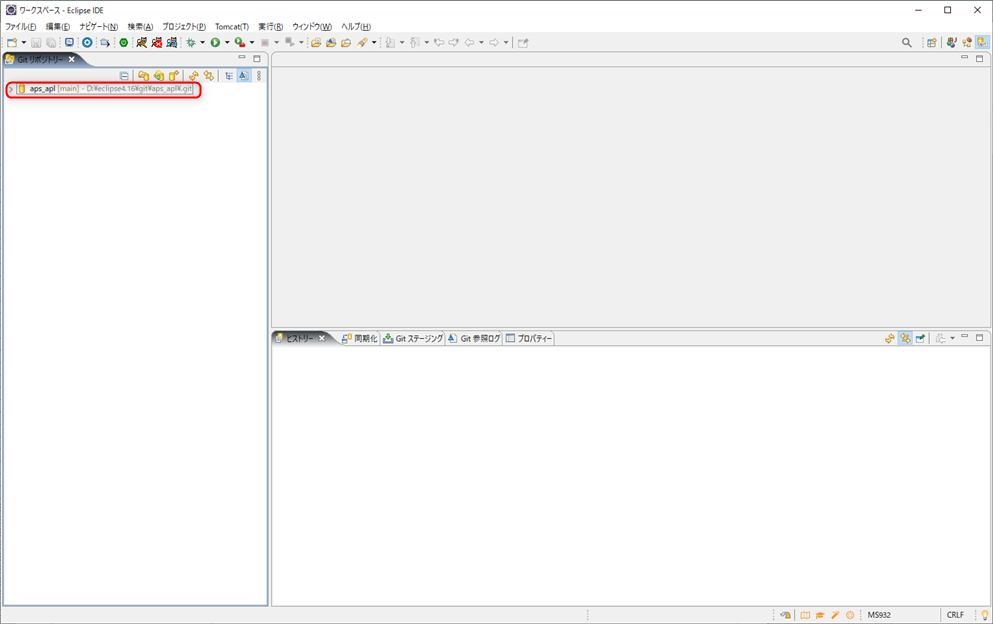 ワークスペース - Eclipse IDE
ファイル(F) 編集(E) ナビゲート(N) 検索(A) プロジェクト(P) Tomcat(T) 実行(R) ウィンドウ(W) ヘルプ(H)
Git リポジトリー
aps_apl [main] - D:¥eclipse4.16¥git¥aps_apl¥.git
ヒストリー 同期化 Git ステージング Git 参照ログ プロパティー
MS932 CRLF